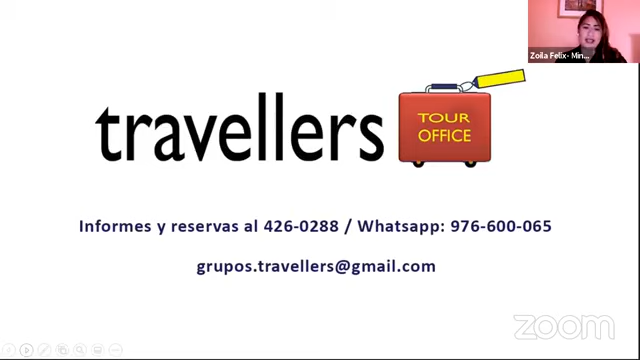 Zoila Felix- Min...
travellers
TOUR
OFFICE
Informes y reservas al 426-0288 / Whatsapp: 976-600-065
grupos.travellers@gmail.com
zoom